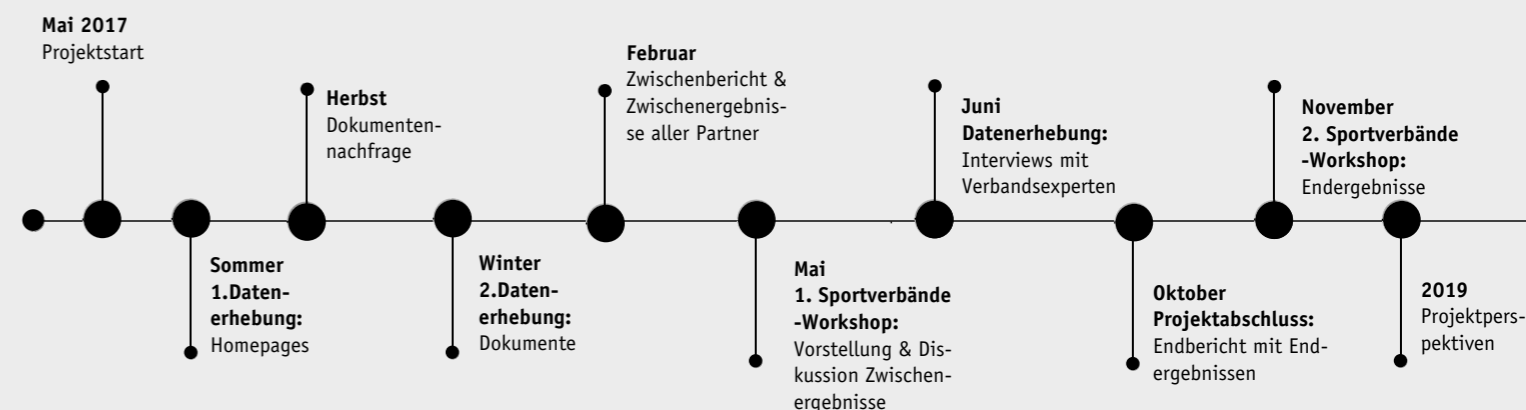 Mai 2017
Projektstart
Sommer
1.Daten-
erhebung:
Homepages
Herbst
Dokumenten-
nachfrage
Winter
2.Daten-
erhebung:
Dokumente
Februar
Zwischenbericht &
Zwischenergebnis-
se aller Partner
Mai
1. Sportverbände
-Workshop:
Vorstellung & Dis-
kussion Zwischen-
ergebnisse
Juni
Datenerhebung:
Interviews mit
Verbandsexperten
Oktober
Projektabschluss:
Endbericht mit End-
ergebnissen
November
2. Sportverbände
-Workshop:
Endergebnisse
2019
Projektpers-
pektiven